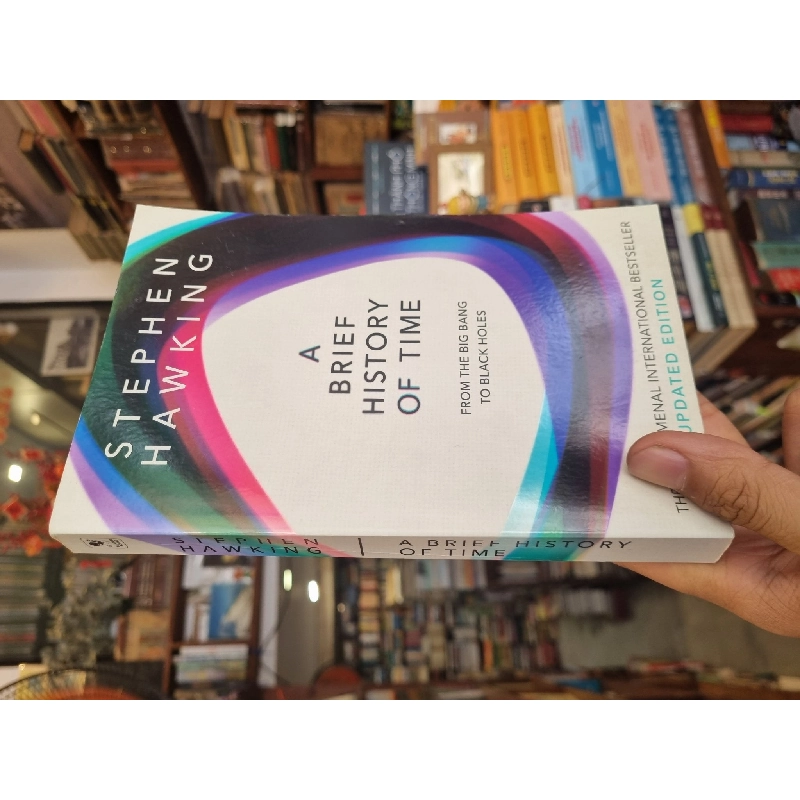 STEPHEN
HAWKING
A
BRIEF
HISTORY
OF TIME
FROM THE BIG BANG
TO BLACK HOLES
INTERNATIONAL BESTSELLER
UPDATED EDITION
STEPHEN
HAWKING
A BRIEF HISTORY
OF TIME